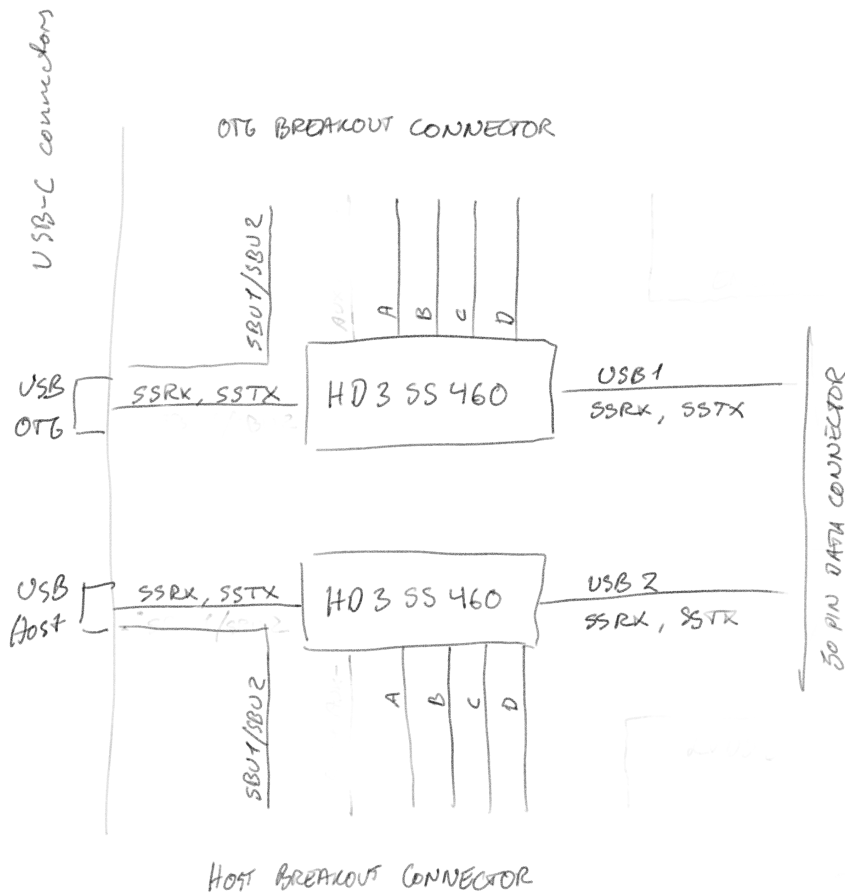 USB-C connectors
OTG BREAKOUT CONNECTOR
SBU1/SBU2
A
B
C
D
USB
OTG
SSRX, SSTX
HD3SS460
USB1
SSRX, SSTX
50 PIN DATA CONNECTOR
USB
HOST
SSRX, SSTX
HD3SS460
USB2
SSRX, SSTX
SBU1/SBU2
A
B
C
D
HOST BREAKOUT CONNECTOR